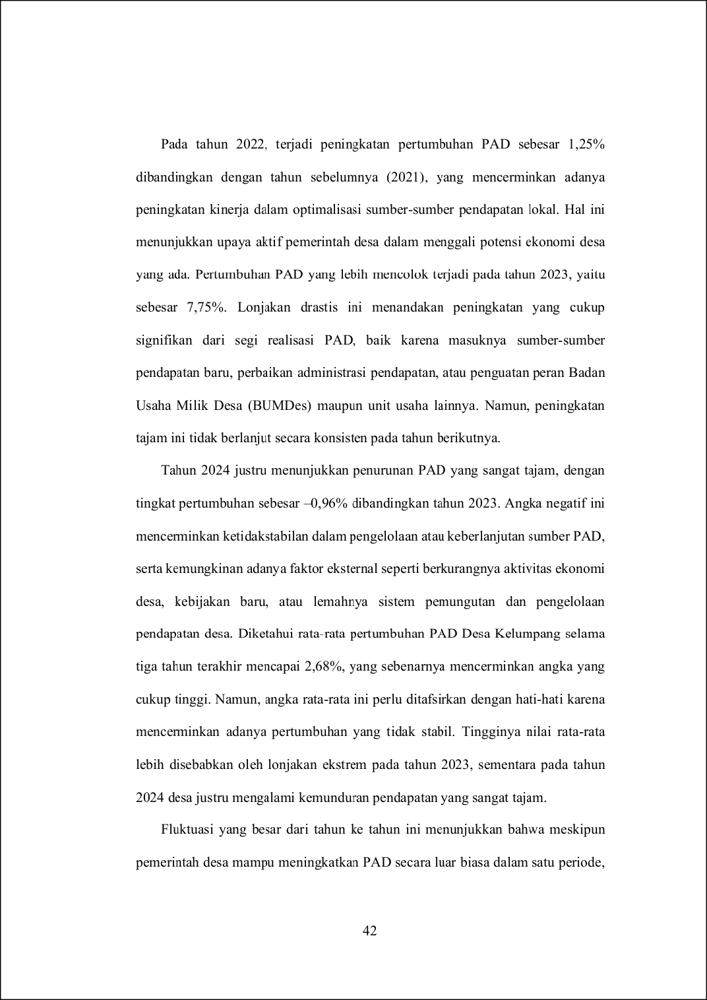 Pada tahun 2022, terjadi peningkatan pertumbuhan PAD sebesar 1,25%
dibandingkan dengan tahun sebelumnya (2021), yang mencerminkan adanya
peningkatan kinerja dalam optimalisasi sumber-sumber pendapatan lokal. Hal ini
menunjukkan upaya aktif pemerintah desa dalam menggali potensi ekonomi desa
yang ada. Pertumbuhan PAD yang lebih mencolok terjadi pada tahun 2023, yaitu
sebesar 7,75%. Lonjakan drastis ini menandakan peningkatan yang cukup
signifikan dari segi realisasi PAD, baik karena masuknya sumber-sumber
pendapatan baru, perbaikan administrasi pendapatan, atau penguatan peran Badan
Usaha Milik Desa (BUMDes) maupun unit usaha lainnya. Namun, peningkatan
tajam ini tidak berlanjut secara konsisten pada tahun berikutnya.
Tahun 2024 justru menunjukkan penurunan PAD yang sangat tajam, dengan
tingkat pertumbuhan sebesar –0,96% dibandingkan tahun 2023. Angka negatif ini
mencerminkan ketidakstabilan dalam pengelolaan atau keberlanjutan sumber PAD,
serta kemungkinan adanya faktor eksternal seperti berkurangnya aktivitas ekonomi
desa, kebijakan baru, atau lemahnya sistem pemungutan dan pengelolaan
pendapatan desa. Diketahui rata-rata pertumbuhan PAD Desa Kelumpang selama
tiga tahun terakhir mencapai 2,68%, yang sebenarnya mencerminkan angka yang
cukup tinggi. Namun, angka rata-rata ini perlu ditafsirkan dengan hati-hati karena
mencerminkan adanya pertumbuhan yang tidak stabil. Tingginya nilai rata-rata
lebih disebabkan oleh lonjakan ekstrem pada tahun 2023, sementara pada tahun
2024 desa justru mengalami kemunduran pendapatan yang sangat tajam.
Fluktuasi yang besar dari tahun ke tahun ini menunjukkan bahwa meskipun
pemerintah desa mampu meningkatkan PAD secara luar biasa dalam satu periode,
42